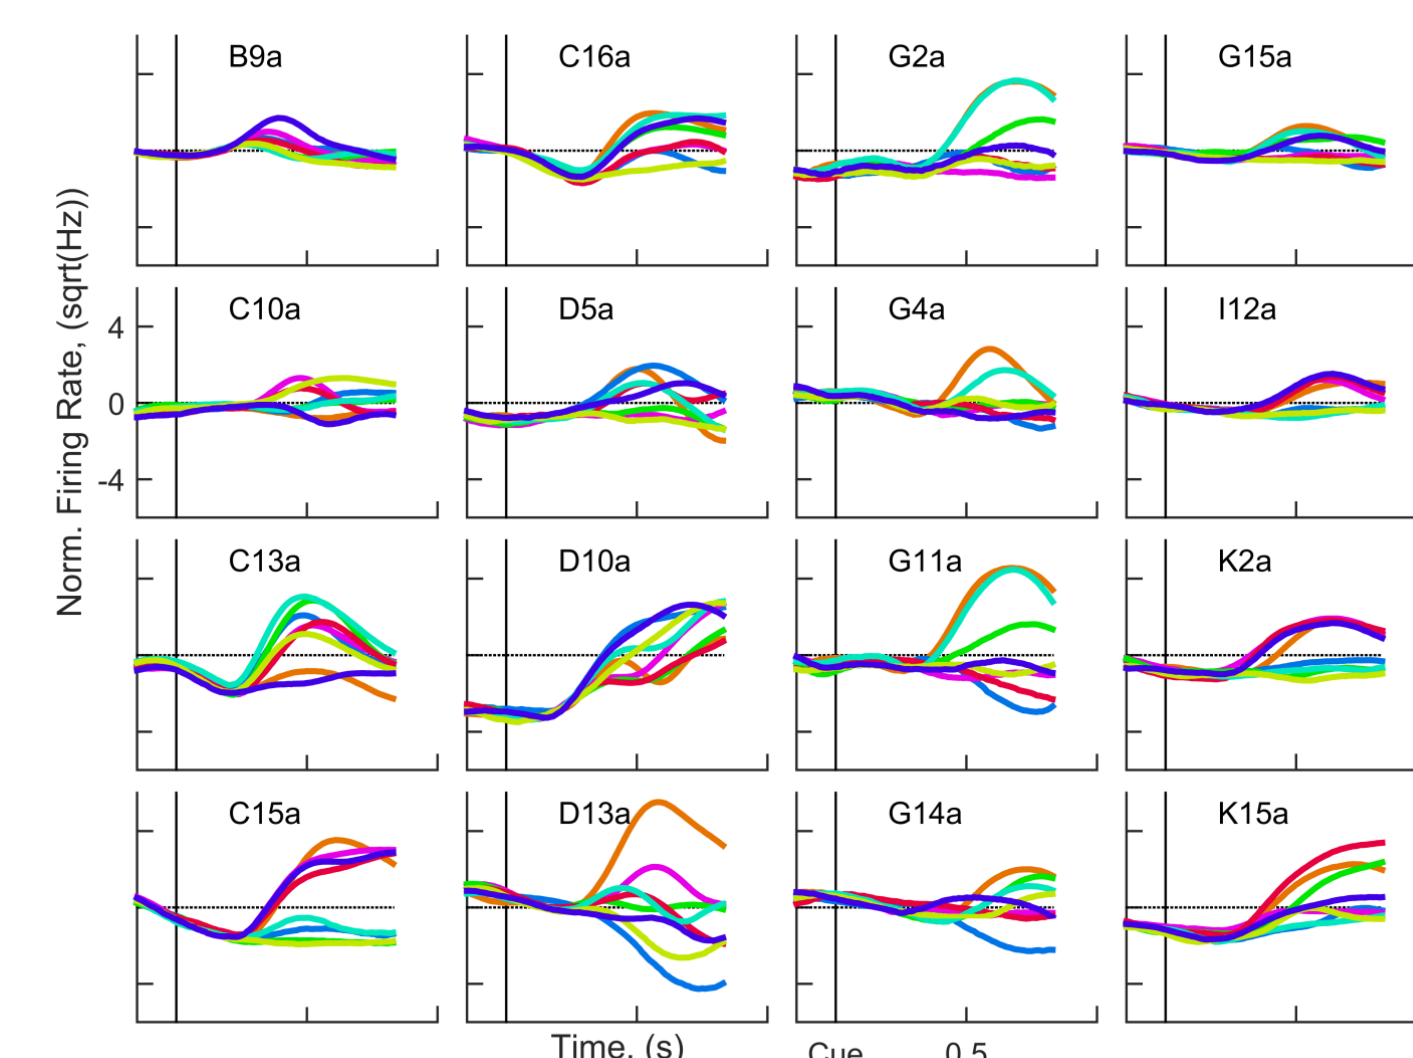 B9a
C16a
G2a
G15a
Norm. Firing Rate, (sqrt(Hz))
C10a
D5a
G4a
I12a
4
0
-4
C13a
D10a
G11a
K2a
C15a
D13a
G14a
K15a
Time, (s)
Cue
0.5